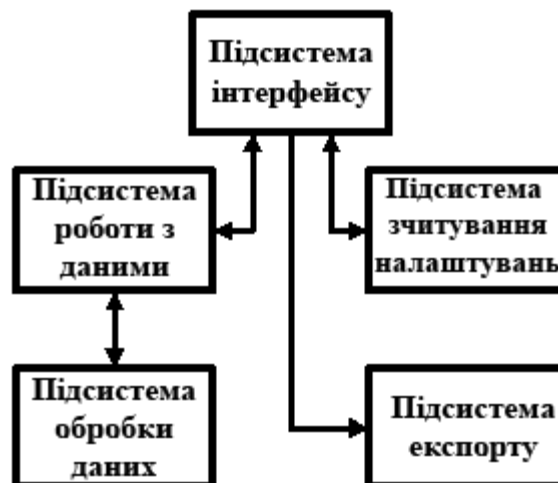 Підсистема
інтерфейсу
Підсистема
роботи з
даними
Підсистема
зчитування
налаштувань
Підсистема
обробки
даних
Підсистема
експорту